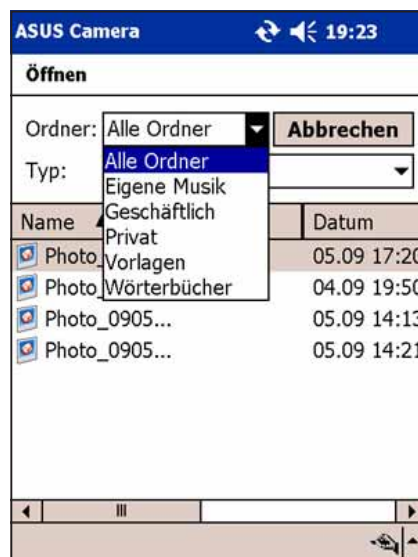 ASUS Camera 19:23
Öffnen
Ordner: Alle Ordner Abbrechen
Typ:
Alle Ordner
Eigene Musik
Geschäftlich
Privat
Vorlagen
Wörterbücher
Name Datum
Photo_ 05.09 17:20
Photo_ 04.09 19:50
Photo_0905... 05.09 14:13
Photo_0905... 05.09 14:21